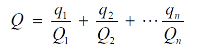 Q = q₁/Q₁ + q₂/Q₂ + ⋯ qₙ/Qₙ